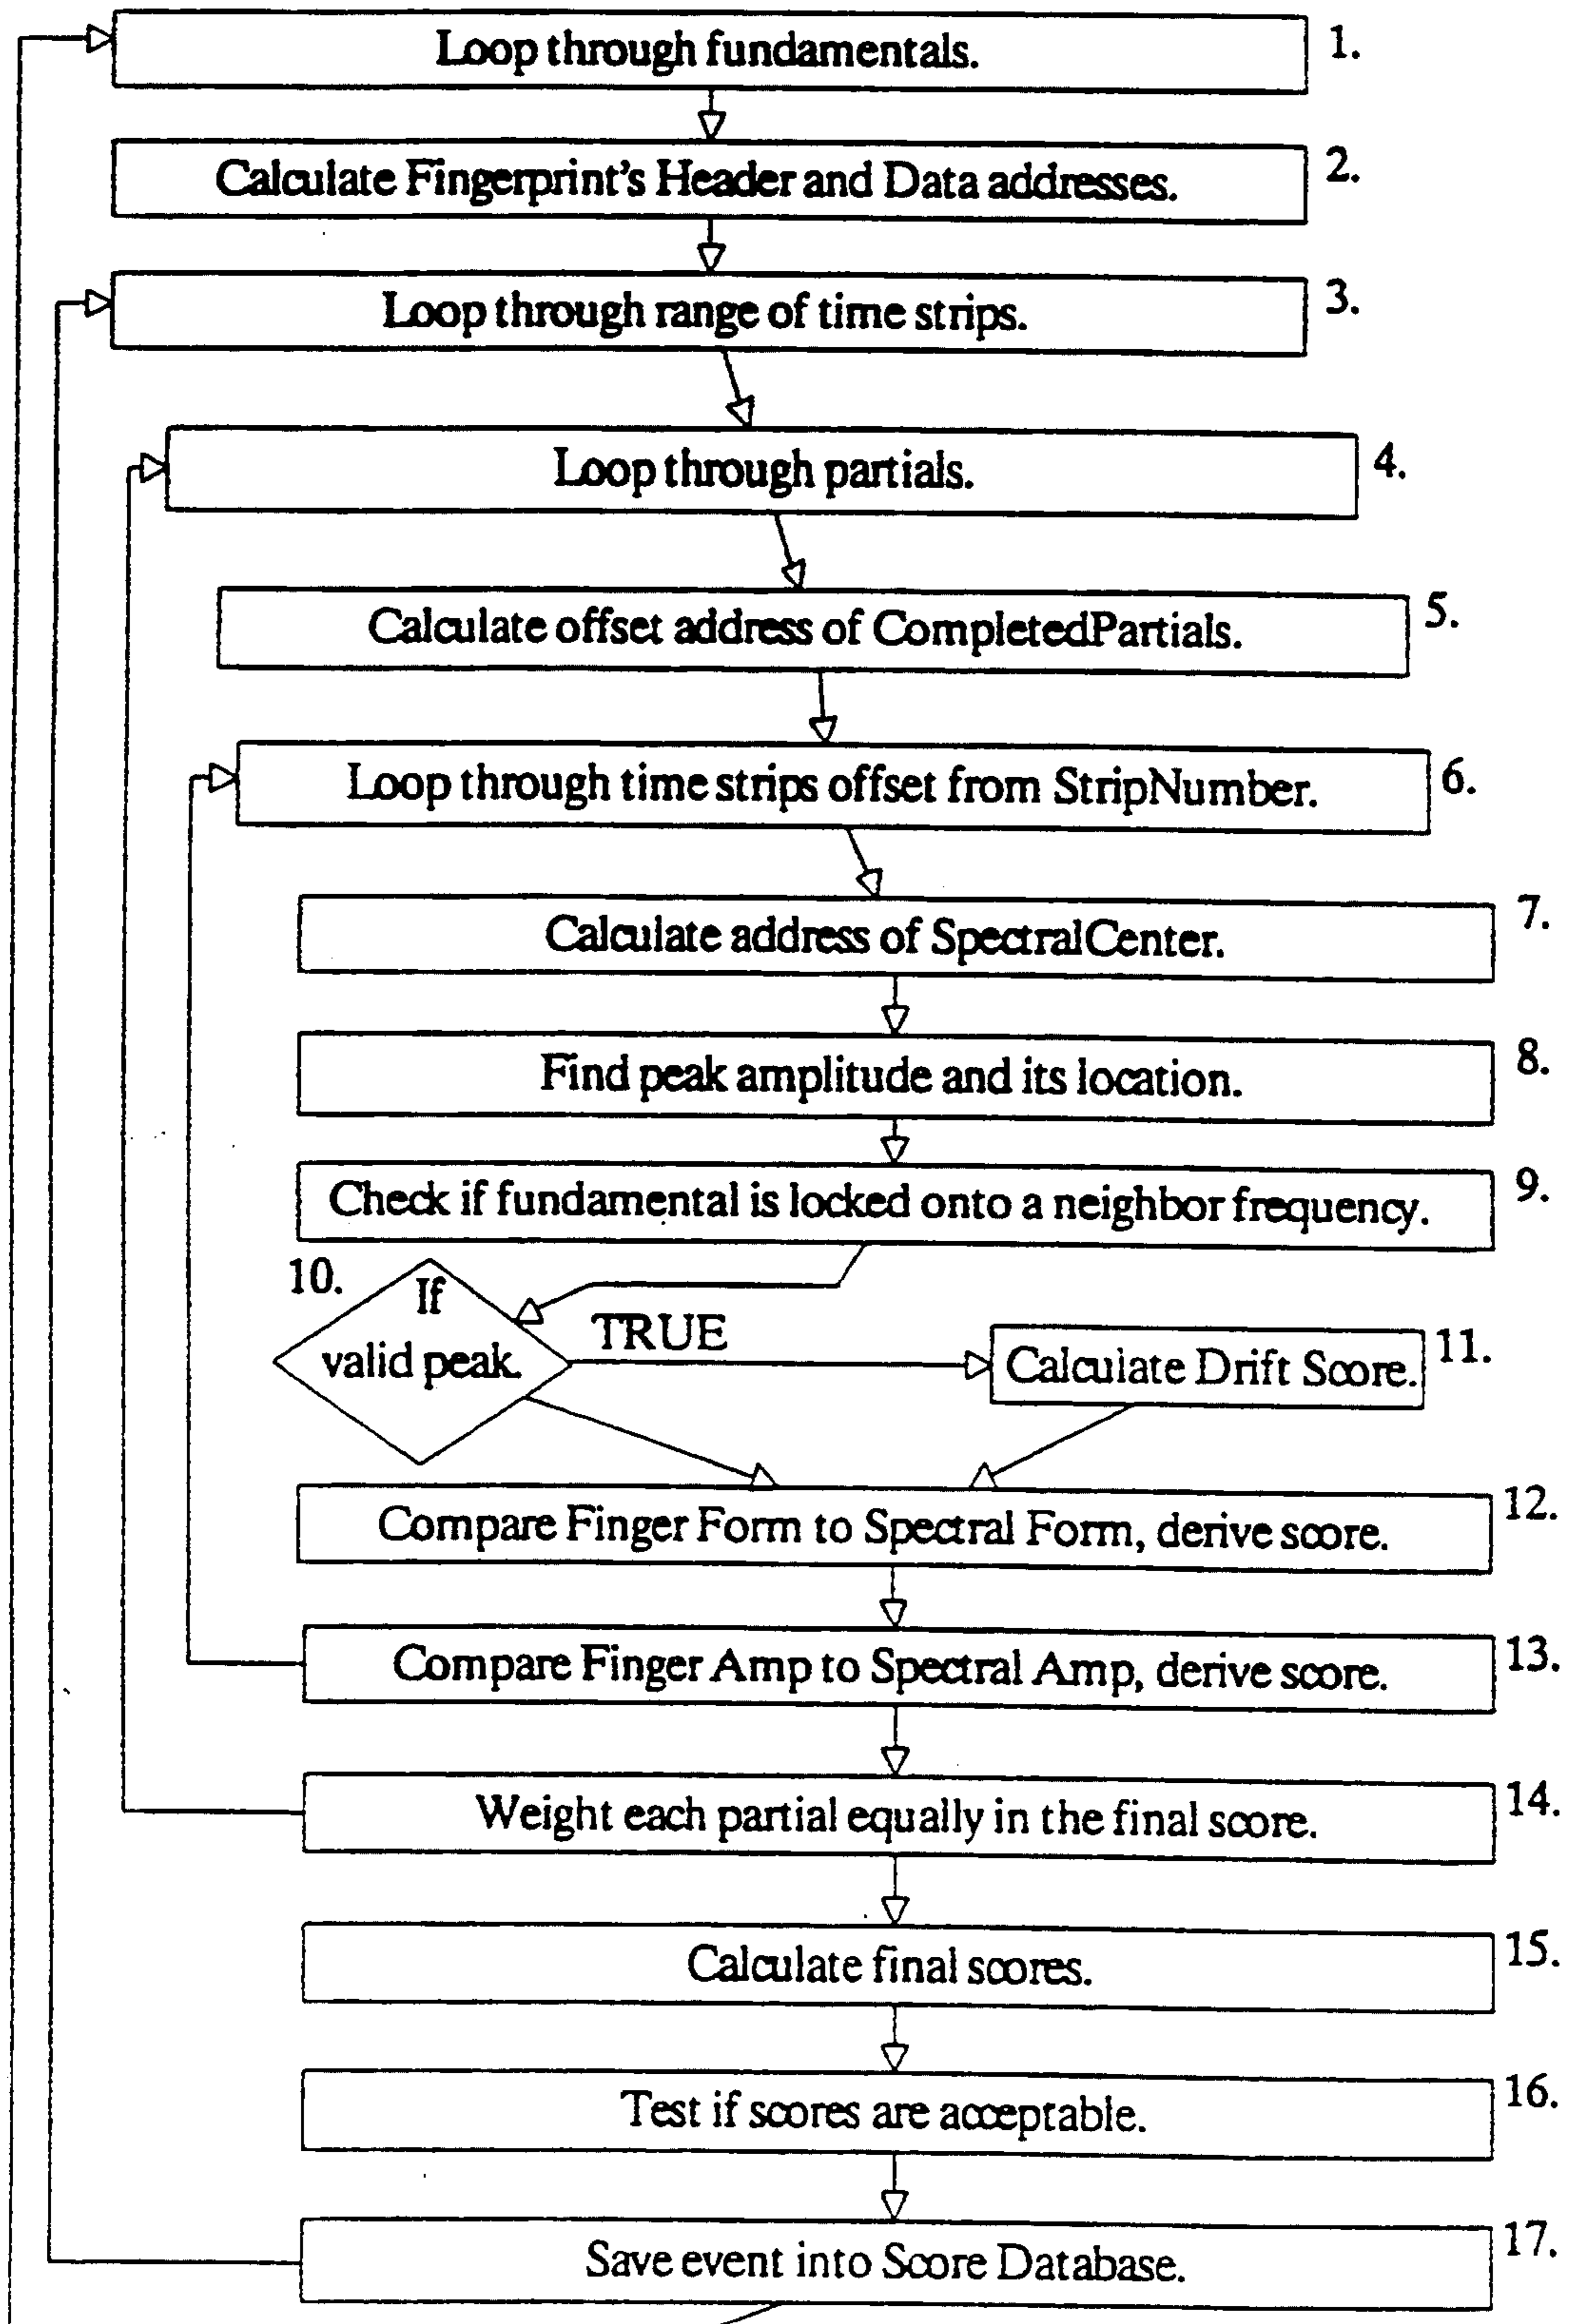 Loop through fundamentals. 1.
Calculate Fingerprint's Header and Data addresses. 2.
Loop through range of time strips. 3.
Loop through partials. 4.
Calculate offset address of CompletedPartials. 5.
Loop through time strips offset from StripNumber. 6.
Calculate address of SpectralCenter. 7.
Find peak amplitude and its location. 8.
Check if fundamental is locked onto a neighbor frequency. 9.
10. If
valid peak.
TRUE
Calculate Drift Score. 11.
Compare Finger Form to Spectral Form, derive score. 12.
Compare Finger Amp to Spectral Amp, derive score. 13.
Weight each partial equally in the final score. 14.
Calculate final scores. 15.
Test if scores are acceptable. 16.
Save event into Score Database. 17.